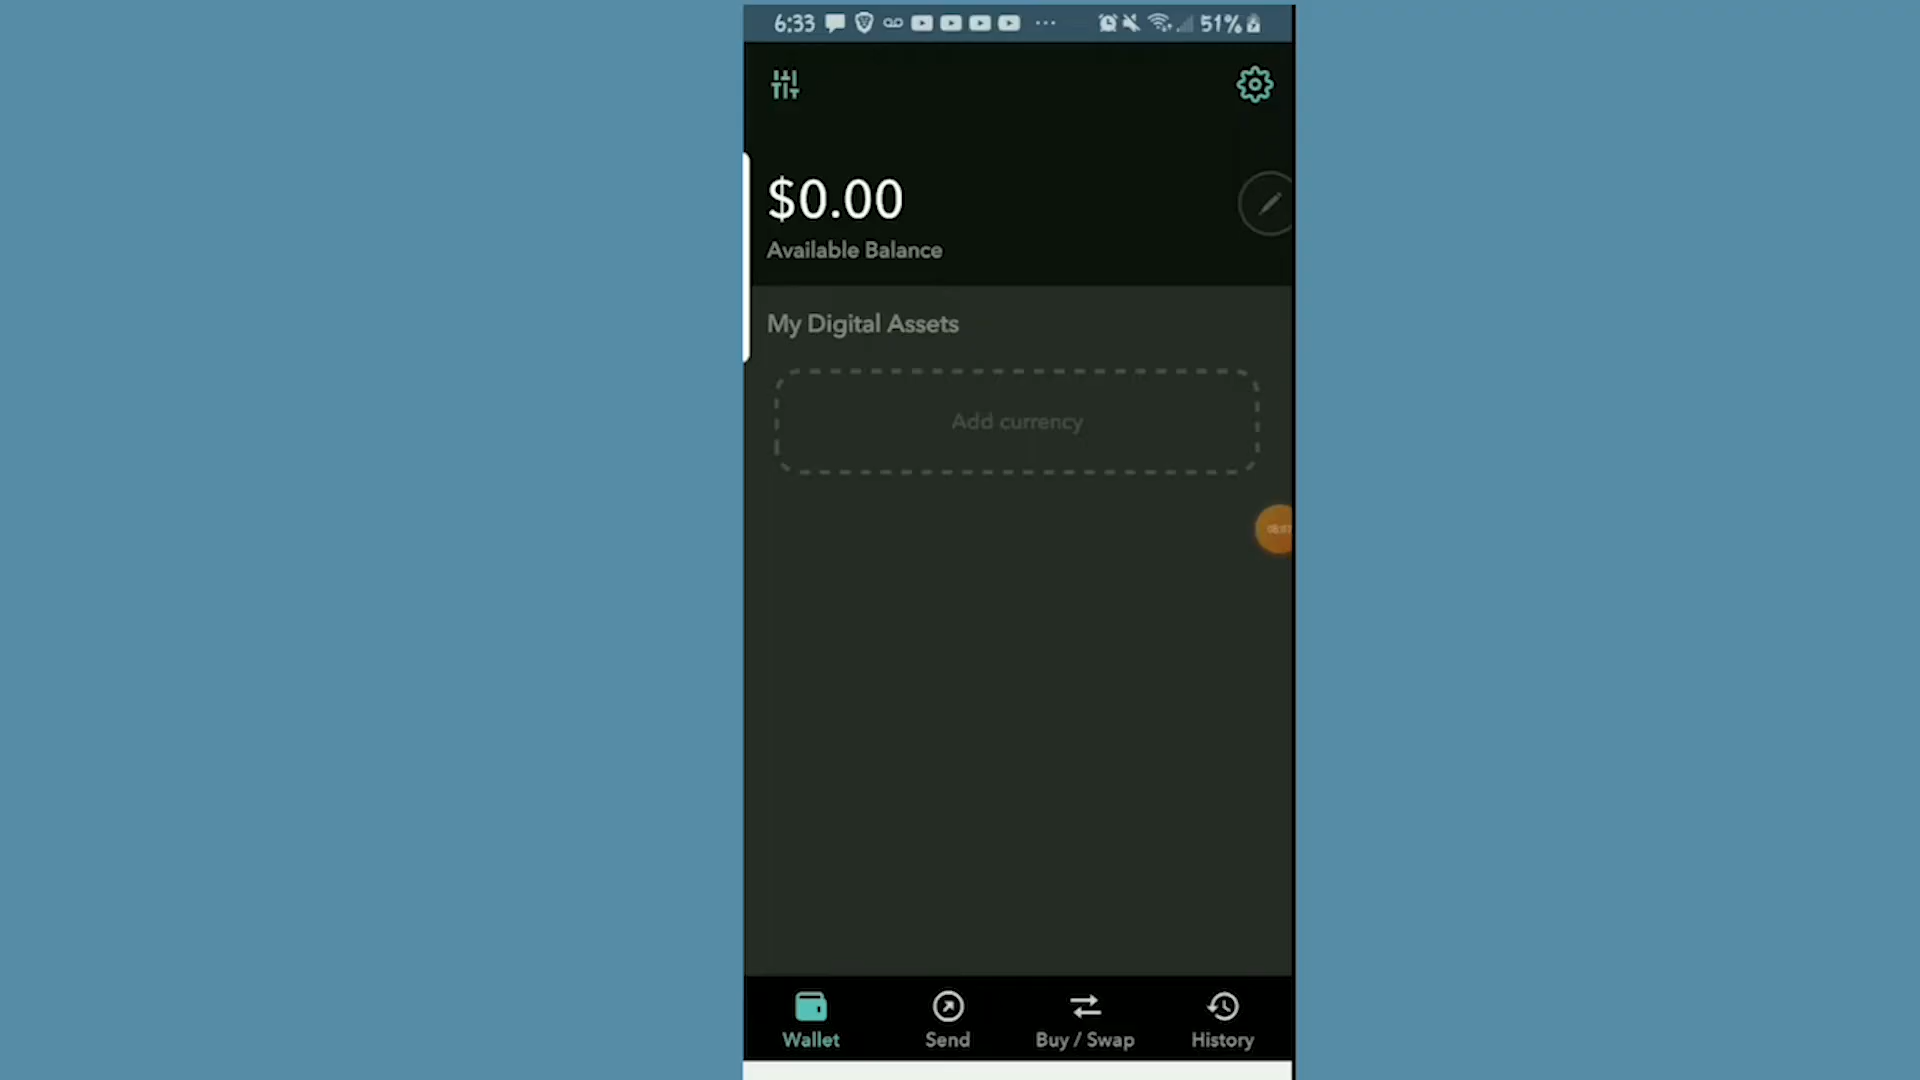 6:33
51%
$0.00
Available Balance
My Digital Assets
Add currency
Wallet
Send
Buy / Swap
History